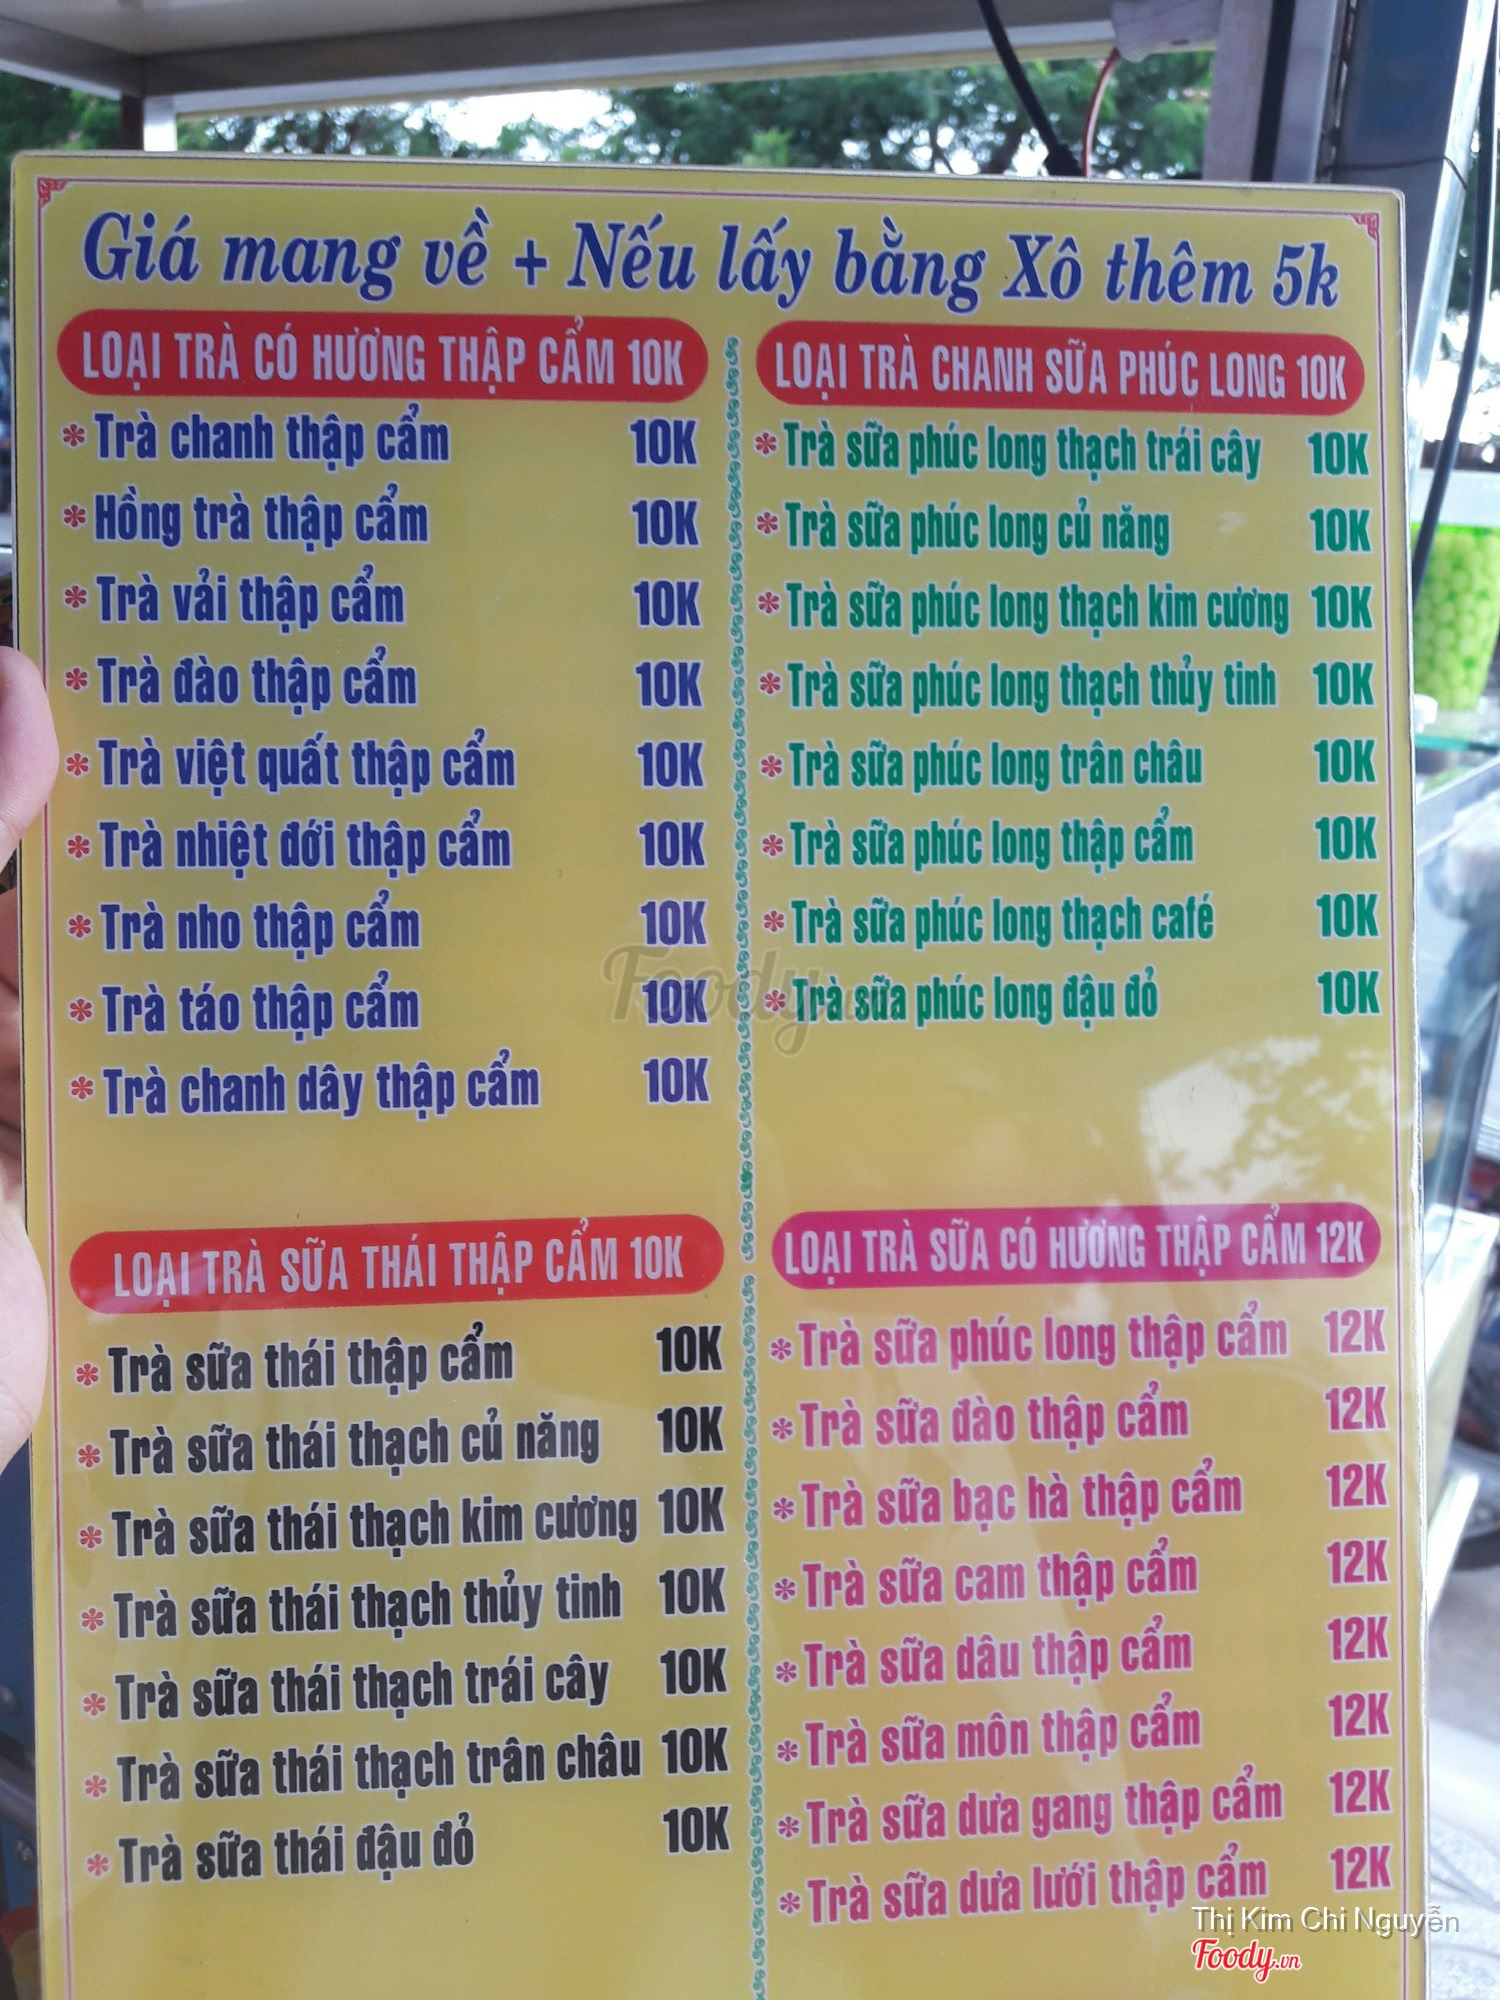 Giá mang về + Nếu lấy bằng Xô thêm 5k
LOẠI TRÀ CÓ HƯƠNG THẬP CẨM 10K
* Trà chanh thập cẩm 10K
* Hồng trà thập cẩm 10K
* Trà vải thập cẩm 10K
* Trà đào thập cẩm 10K
* Trà việt quất thập cẩm 10K
* Trà nhiệt đới thập cẩm 10K
* Trà nho thập cẩm 10K
* Trà táo thập cẩm 10K
* Trà chanh dây thập cẩm 10K
LOẠI TRÀ CHANH SỮA PHÚC LONG 10K
* Trà sữa phúc long thạch trái cây 10K
* Trà sữa phúc long củ năng 10K
* Trà sữa phúc long thạch kim cương 10K
* Trà sữa phúc long thạch thủy tinh 10K
* Trà sữa phúc long trân châu 10K
* Trà sữa phúc long thập cẩm 10K
* Trà sữa phúc long thạch café 10K
* Trà sữa phúc long đậu đỏ 10K
LOẠI TRÀ SỮA THÁI THẬP CẨM 10K
* Trà sữa thái thập cẩm 10K
* Trà sữa thái thạch củ năng 10K
* Trà sữa thái thạch kim cương 10K
* Trà sữa thái thạch thủy tinh 10K
* Trà sữa thái thạch trái cây 10K
* Trà sữa thái thạch trân châu 10K
* Trà sữa thái đậu đỏ 10K
LOẠI TRÀ SỮA CÓ HƯƠNG THẬP CẨM 12K
* Trà sữa phúc long thập cẩm 12K
* Trà sữa đào thập cẩm 12K
* Trà sữa bạc hà thập cẩm 12K
* Trà sữa cam thập cẩm 12K
* Trà sữa dâu thập cẩm 12K
* Trà sữa môn thập cẩm 12K
* Trà sữa dưa gang thập cẩm 12K
* Trà sữa dưa lưới thập cẩm 12K
Foody.vn
Thị Kim Chi Nguyễn
Foody.vn